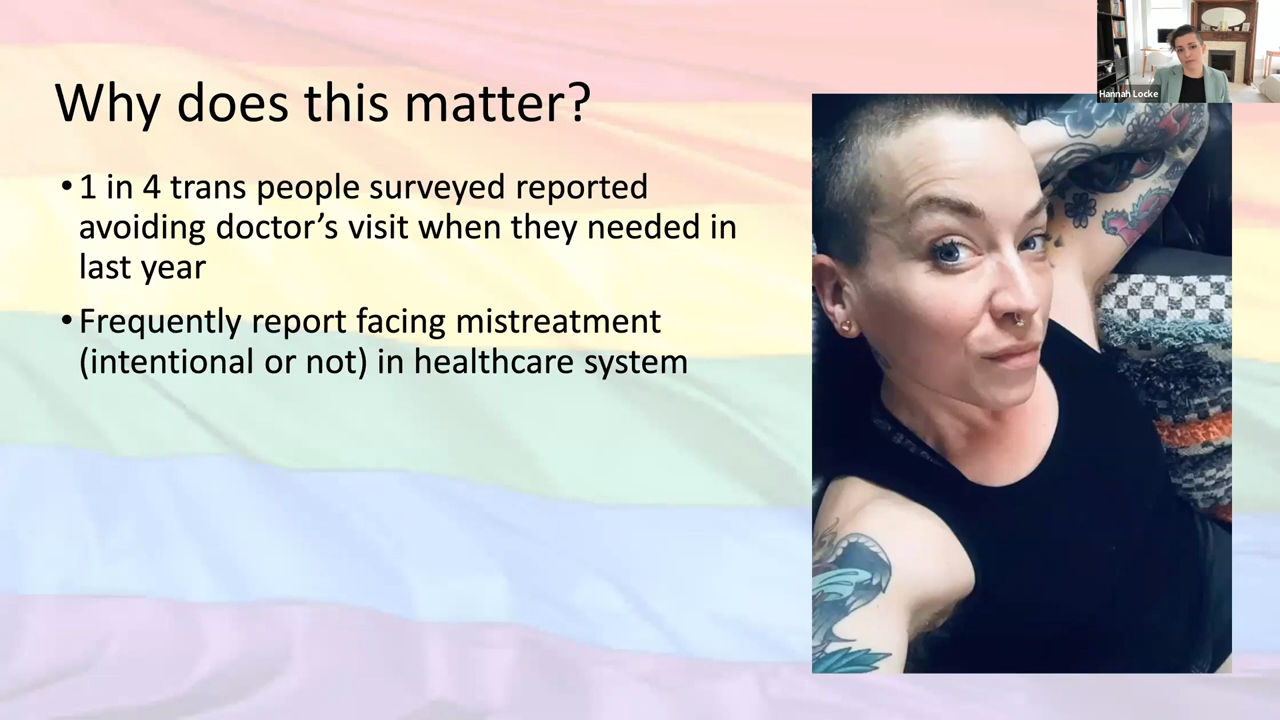 Hannah Locke
Why does this matter?
•1 in 4 trans people surveyed reported
avoiding doctor’s visit when they needed in
last year
•Frequently report facing mistreatment
(intentional or not) in healthcare system